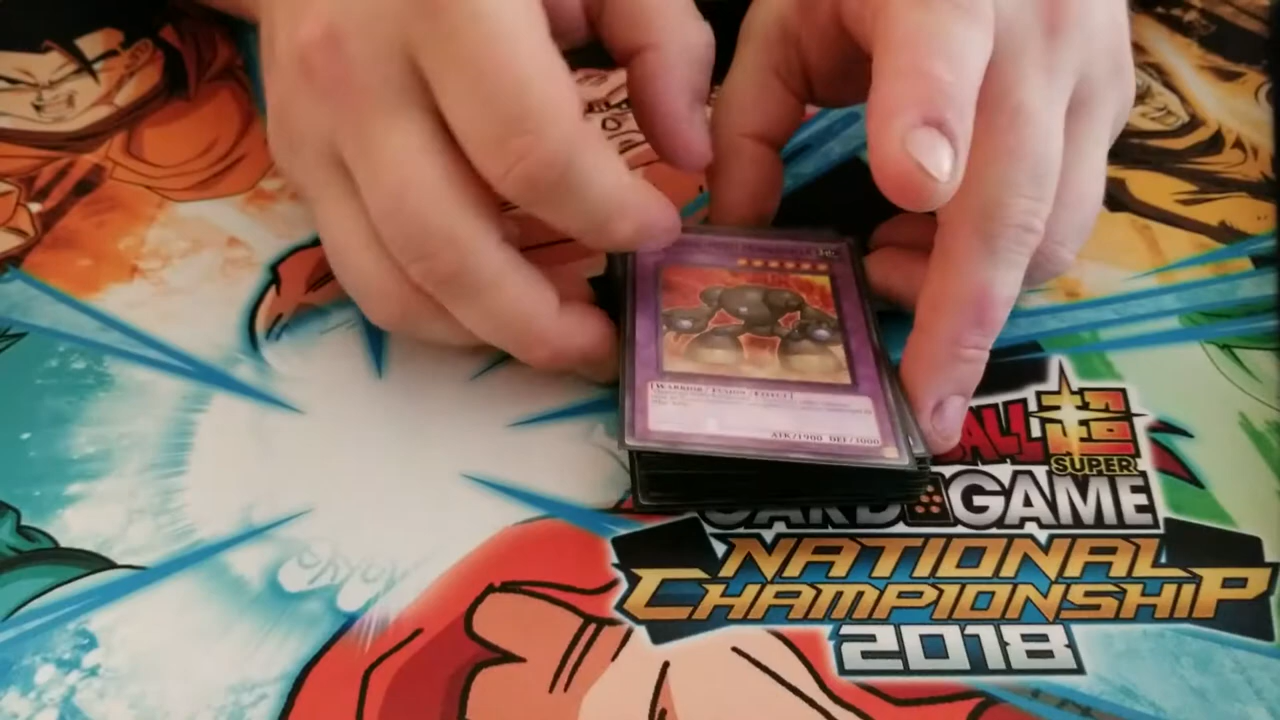 [WARRIOR/FUSION/EFFECT]
ATK/1900 DEF/1000
BALL
SUPER
CARD GAME
NATIONAL
CHAMPIONSHIP
2018